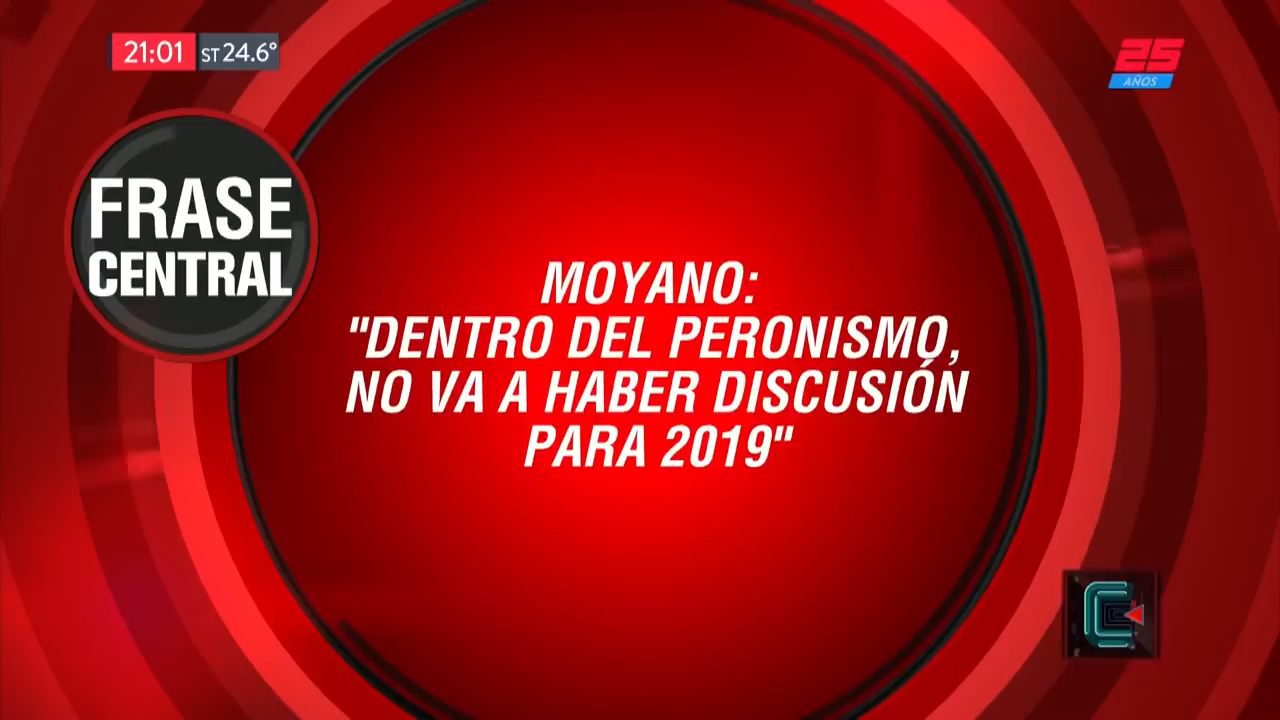 21:01 ST 24.6°
25
AÑOS
FRASE
CENTRAL
MOYANO:
"DENTRO DEL PERONISMO,
NO VA A HABER DISCUSIÓN
PARA 2019"